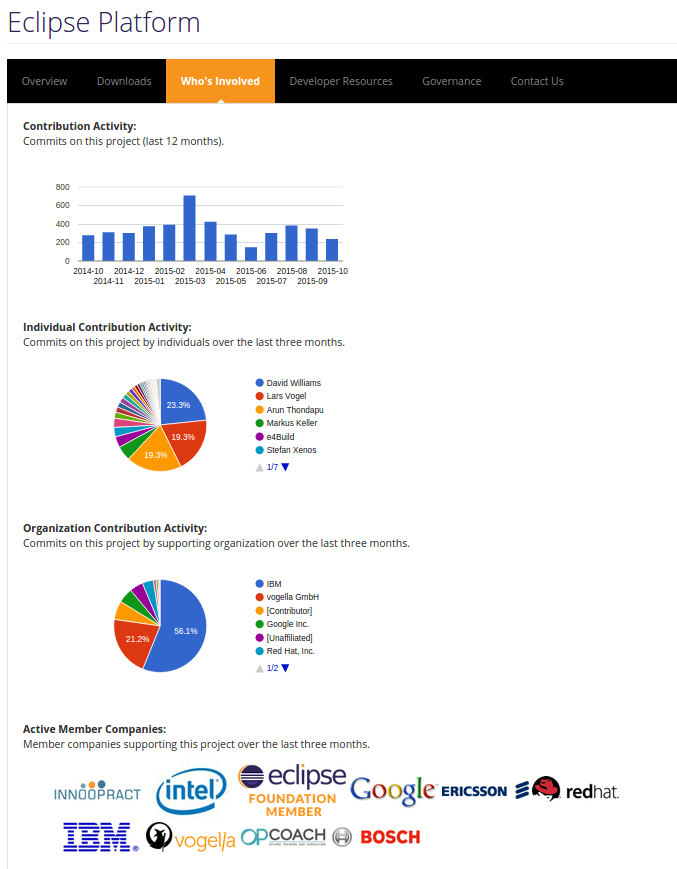 Eclipse Platform
Overview Downloads Who's Involved Developer Resources Governance Contact Us
Contribution Activity:
Commits on this project (last 12 months).
800
600
400
200
0
2014-10 2014-12 2015-02 2015-04 2015-06 2015-08 2015-10
2014-11 2015-01 2015-03 2015-05 2015-07 2015-09
Individual Contribution Activity:
Commits on this project by individuals over the last three months.
23.3%
19.3%
19.3%
David Williams
Lars Vogel
Arun Thondapu
Markus Keller
e4Build
Stefan Xenos
1/7
Organization Contribution Activity:
Commits on this project by supporting organization over the last three months.
56.1%
21.2%
IBM
vogella GmbH
[Contributor]
Google Inc.
[Unaffiliated]
Red Hat, Inc.
1/2
Active Member Companies:
Member companies supporting this project over the last three months.
INNOOPRACT intel eclipse FOUNDATION MEMBER Google ERICSSON redhat.
IBM vogella OPCOACH BOSCH